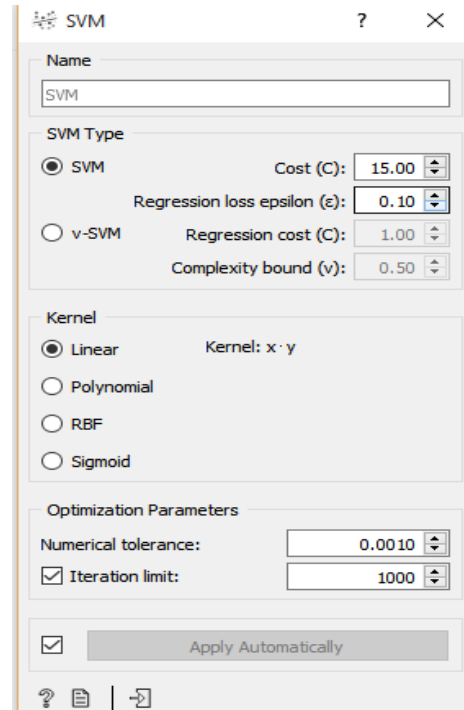 SVM ? ×
Name
SVM
SVM Type
SVM Cost (C): 15.00
Regression loss epsilon (ε): 0.10
ν-SVM Regression cost (C): 1.00
Complexity bound (ν): 0.50
Kernel
Linear Kernel: x·y
Polynomial
RBF
Sigmoid
Optimization Parameters
Numerical tolerance: 0.0010
Iteration limit: 1000
Apply Automatically
?